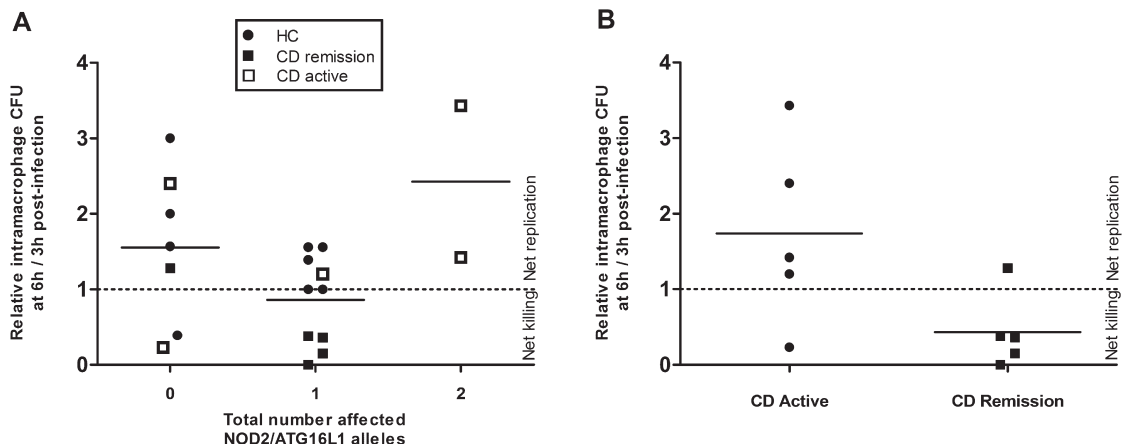 A
HC
CD remission
CD active
Relative intramacrophage CFU
at 6h / 3h post-infection
4
3
2
1
0
Net killing: Net replication
0
1
2
Total number affected
NOD2/ATG16L1 alleles
B
Relative intramacrophage CFU
at 6h / 3h post-infection
4
3
2
1
0
Net killing: Net replication
CD Active
CD Remission